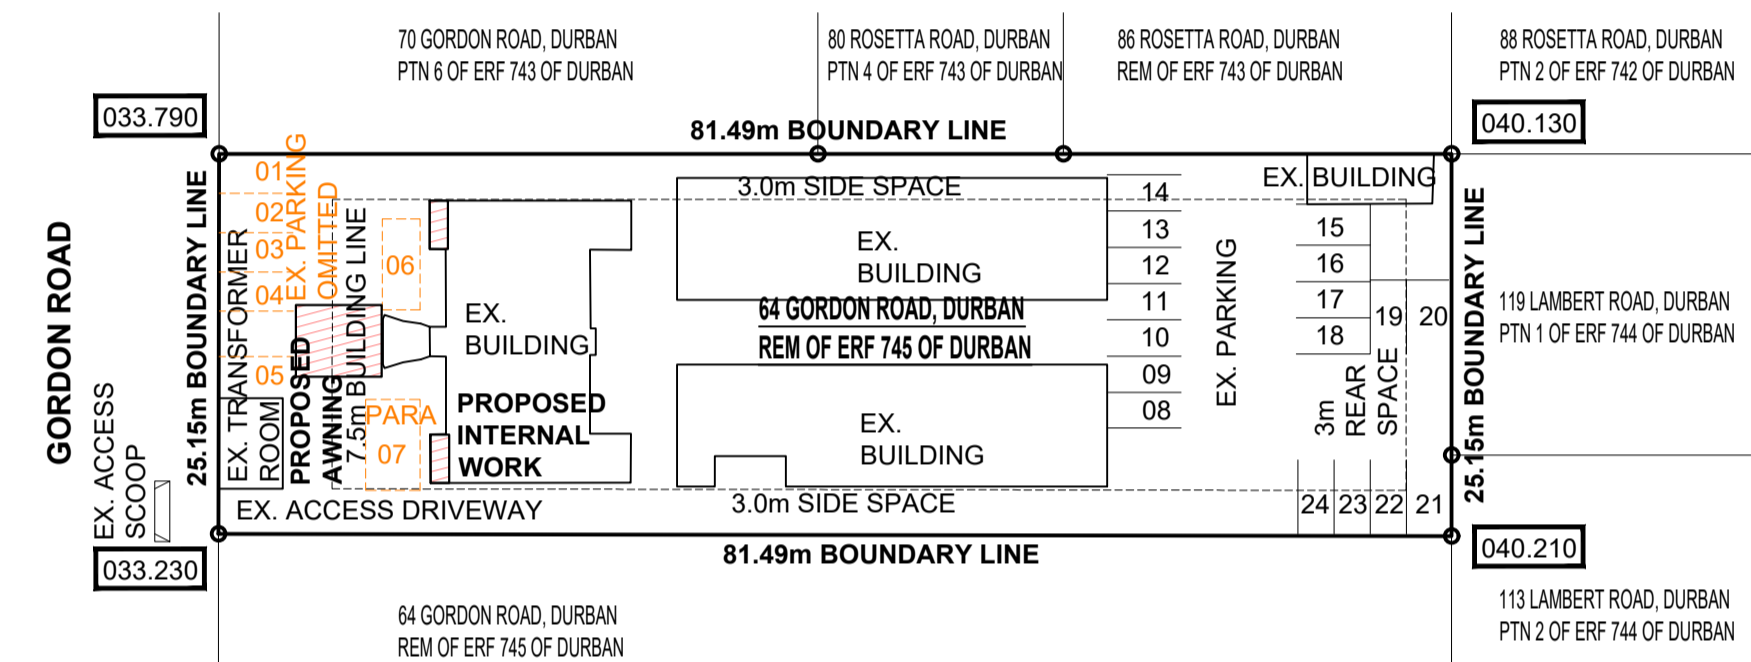 70 GORDON ROAD, DURBAN
PTN 6 OF ERF 743 OF DURBAN
80 ROSETTA ROAD, DURBAN
PTN 4 OF ERF 743 OF DURBAN
86 ROSETTA ROAD, DURBAN
REM OF ERF 743 OF DURBAN
88 ROSETTA ROAD, DURBAN
PTN 2 OF ERF 742 OF DURBAN
033.790
81.49m BOUNDARY LINE
040.130
GORDON ROAD
EX. ACCESS
SCOOP
25.15m BOUNDARY LINE
01
02
03
04
05
EX. PARKING
OMITTED
EX. TRANSFORMER
ROOM
PROPOSED
AWNING
7.5m BUILDING LINE
06
PARA
07
EX.
BUILDING
PROPOSED
INTERNAL
WORK
3.0m SIDE SPACE
EX.
BUILDING
64 GORDON ROAD, DURBAN
REM OF ERF 745 OF DURBAN
EX.
BUILDING
3.0m SIDE SPACE
EX. ACCESS DRIVEWAY
14
13
12
11
10
09
08
EX. PARKING
EX. BUILDING
15
16
17
18
19
20
3m
REAR
SPACE
24
23
22
21
25.15m BOUNDARY LINE
119 LAMBERT ROAD, DURBAN
PTN 1 OF ERF 744 OF DURBAN
033.230
81.49m BOUNDARY LINE
040.210
64 GORDON ROAD, DURBAN
REM OF ERF 745 OF DURBAN
113 LAMBERT ROAD, DURBAN
PTN 2 OF ERF 744 OF DURBAN